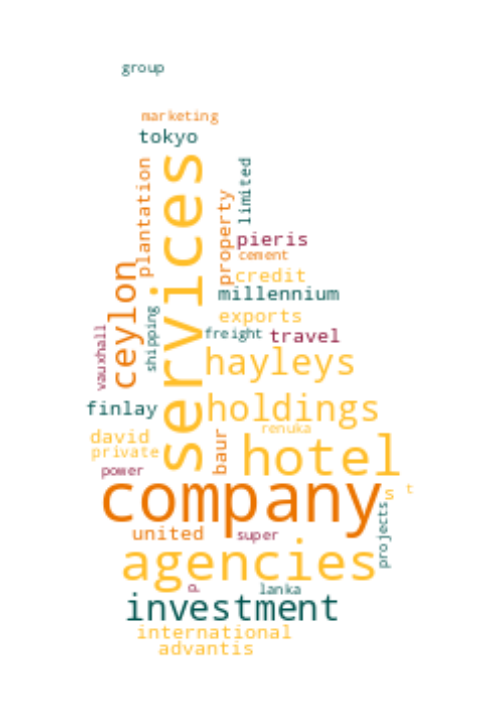 group
marketing
tokyo
services
plantation
limited
property
pieris
cement
ceylon
credit
millennium
shipping
exports
vauxhall
freight
travel
hayleys
finlay
holdings
renuka
david
baur
hotel
private
power
company
s
t
projects
united
super
agencies
p
lanka
investment
international
advantis